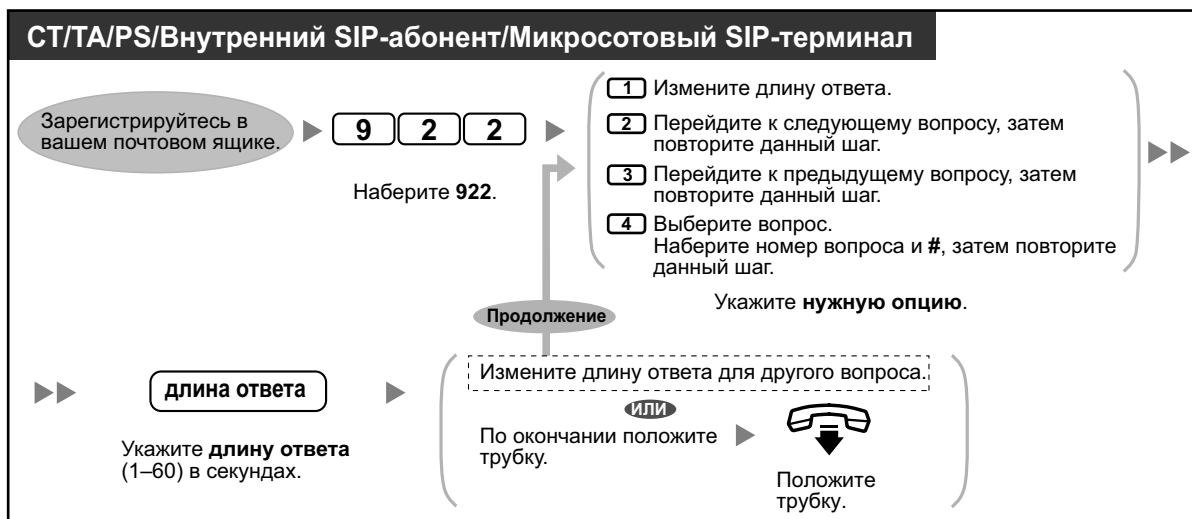 CT/TA/PS/Внутренний SIP-абонент/Микросотовый SIP-терминал
Зарегистрируйтесь в
вашем почтовом ящике.
9 2 2
Наберите 922.
1 Измените длину ответа.
2 Перейдите к следующему вопросу, затем
повторите данный шаг.
3 Перейдите к предыдущему вопросу, затем
повторите данный шаг.
4 Выберите вопрос.
Наберите номер вопроса и #, затем повторите
данный шаг.
Укажите нужную опцию.
Продолжение
длина ответа
Укажите длину ответа
(1–60) в секундах.
Измените длину ответа для другого вопроса.
ИЛИ
По окончании положите
трубку.
Положите
трубку.